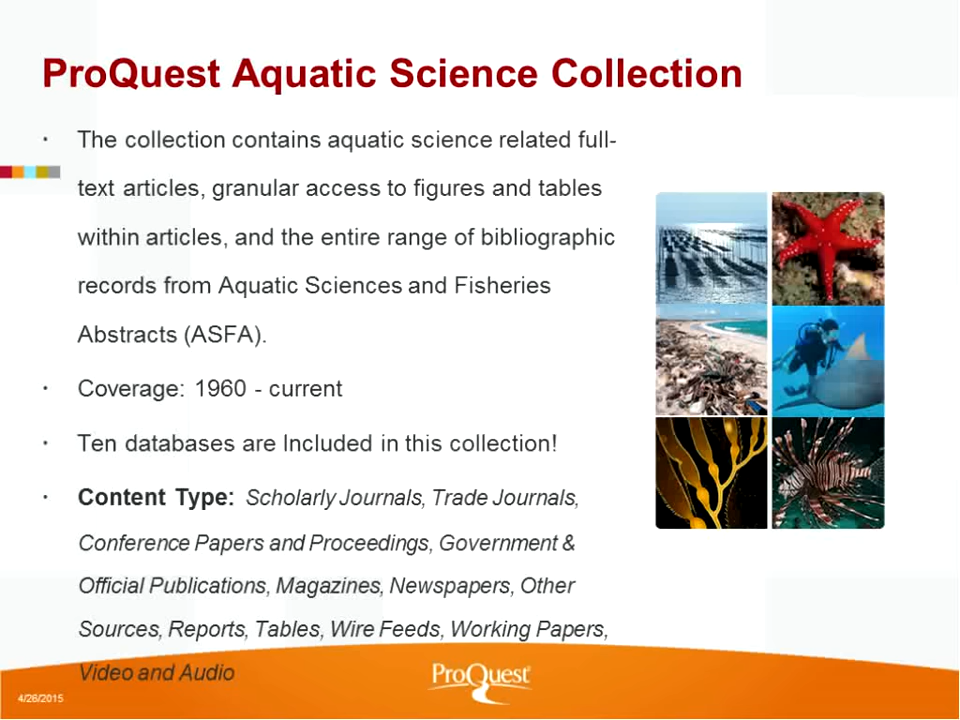 ProQuest Aquatic Science Collection
· The collection contains aquatic science related full-
text articles, granular access to figures and tables
within articles, and the entire range of bibliographic
records from Aquatic Sciences and Fisheries
Abstracts (ASFA).
· Coverage: 1960 - current
· Ten databases are Included in this collection!
· Content Type: Scholarly Journals, Trade Journals,
Conference Papers and Proceedings, Government &
Official Publications, Magazines, Newspapers, Other
Sources, Reports, Tables, Wire Feeds, Working Papers,
Video and Audio
ProQuest
4/26/2015